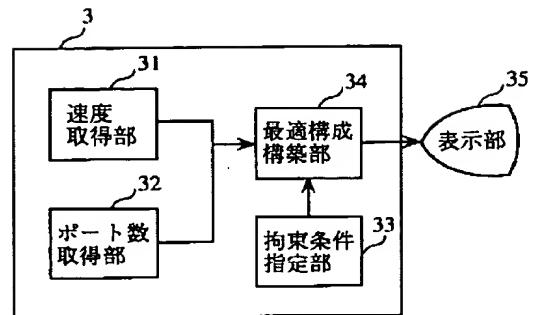 3
31
速度
取得部
32
ポート数
取得部
34
最適構成
構築部
33
拘束条件
指定部
35
表示部